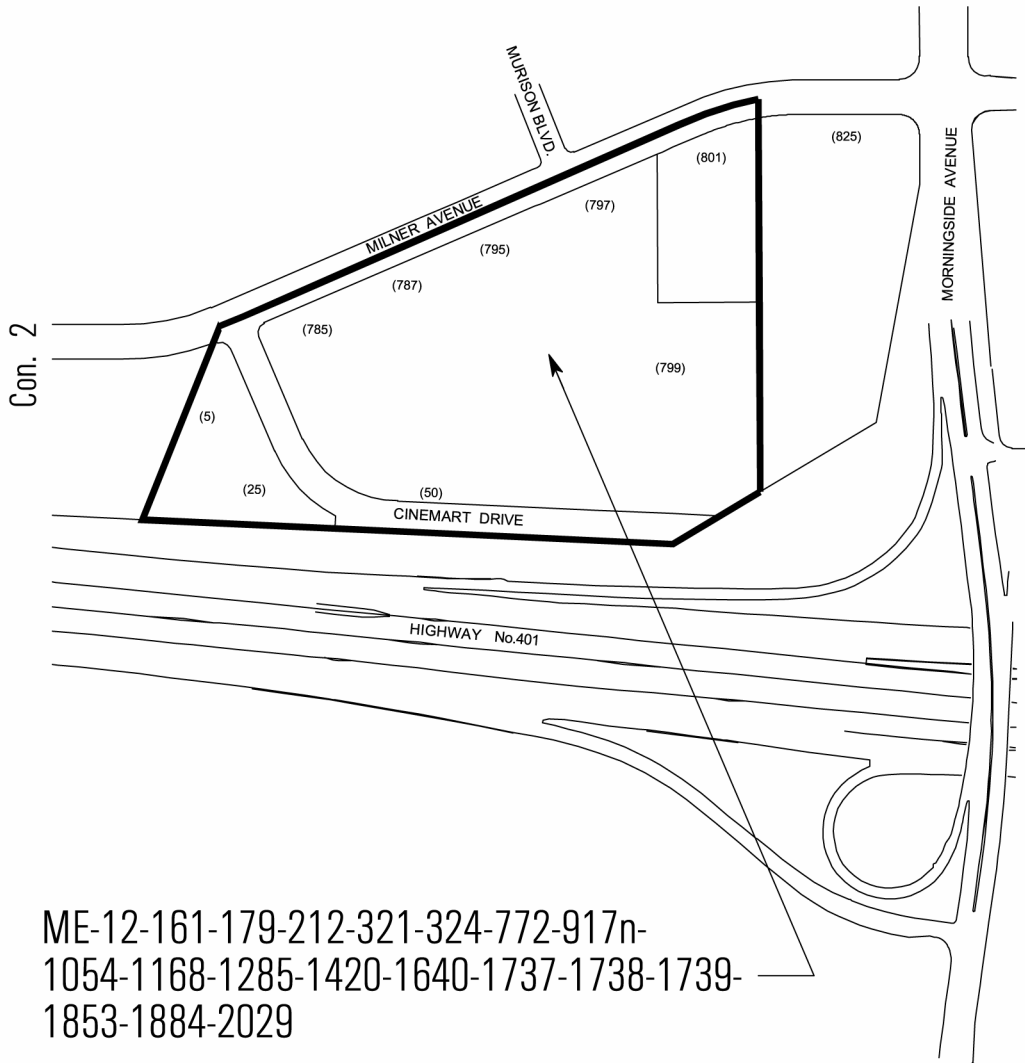 MURISON BLVD.
(825)
(801)
MORNINGSIDE AVENUE
(797)
MILNER AVENUE
(795)
(787)
(785)
Con. 2
(799)
(5)
(25)
(50)
CINEMART DRIVE
HIGHWAY No.401
ME-12-161-179-212-321-324-772-917n-
1054-1168-1285-1420-1640-1737-1738-1739-
1853-1884-2029